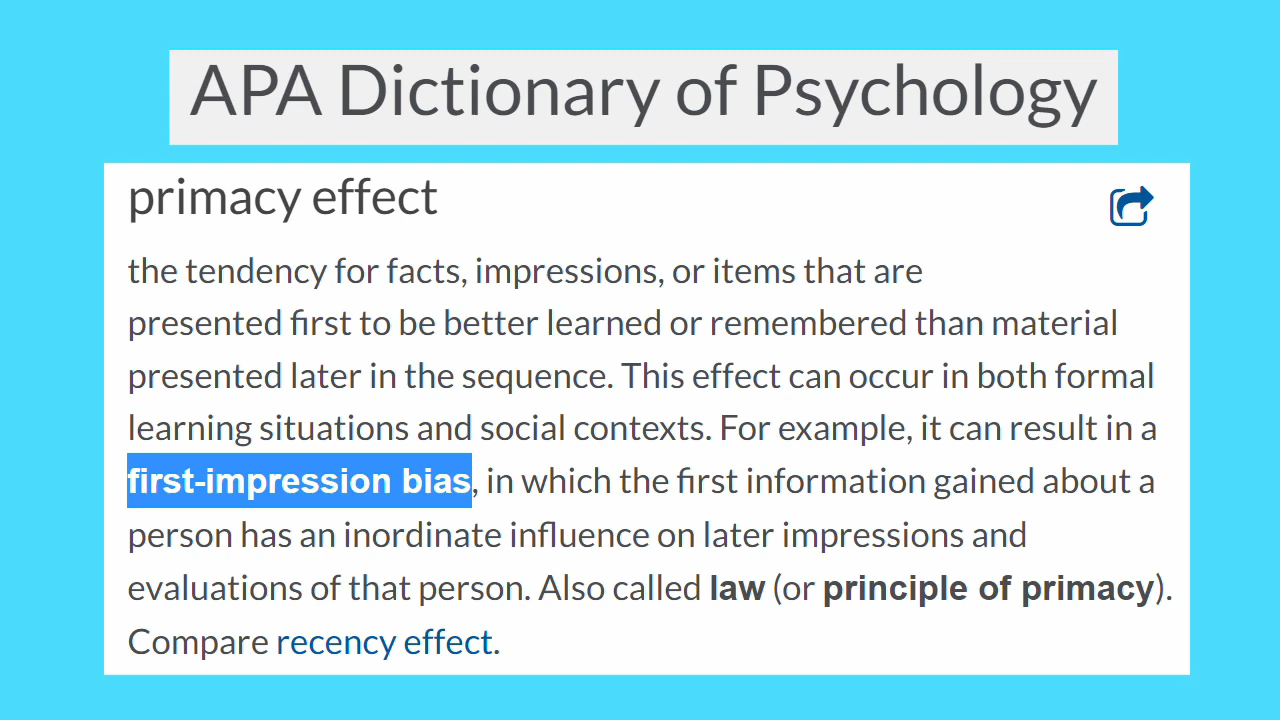 APA Dictionary of Psychology
primacy effect
the tendency for facts, impressions, or items that are
presented first to be better learned or remembered than material
presented later in the sequence. This effect can occur in both formal
learning situations and social contexts. For example, it can result in a
first-impression bias, in which the first information gained about a
person has an inordinate influence on later impressions and
evaluations of that person. Also called law (or principle of primacy).
Compare recency effect.